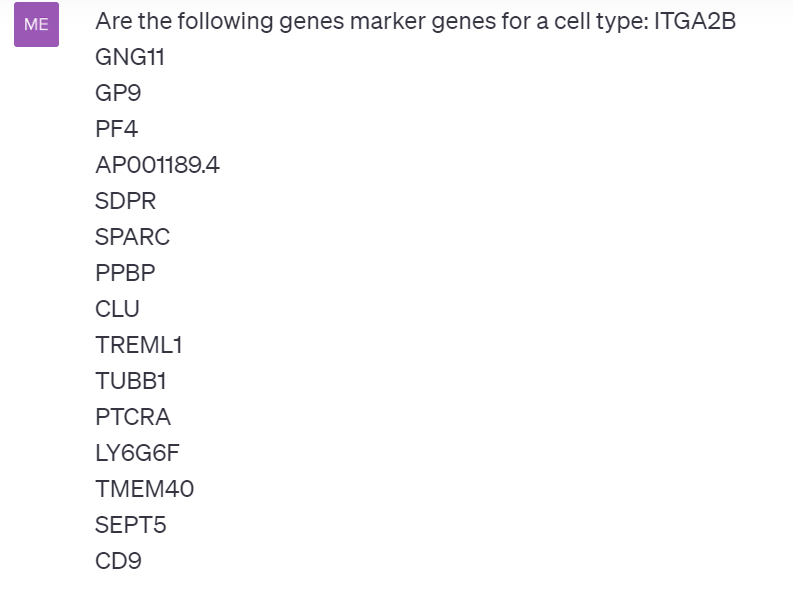 ME
Are the following genes marker genes for a cell type: ITGA2B
GNG11
GP9
PF4
AP001189.4
SDPR
SPARC
PPBP
CLU
TREML1
TUBB1
PTCRA
LY6G6F
TMEM40
SEPT5
CD9